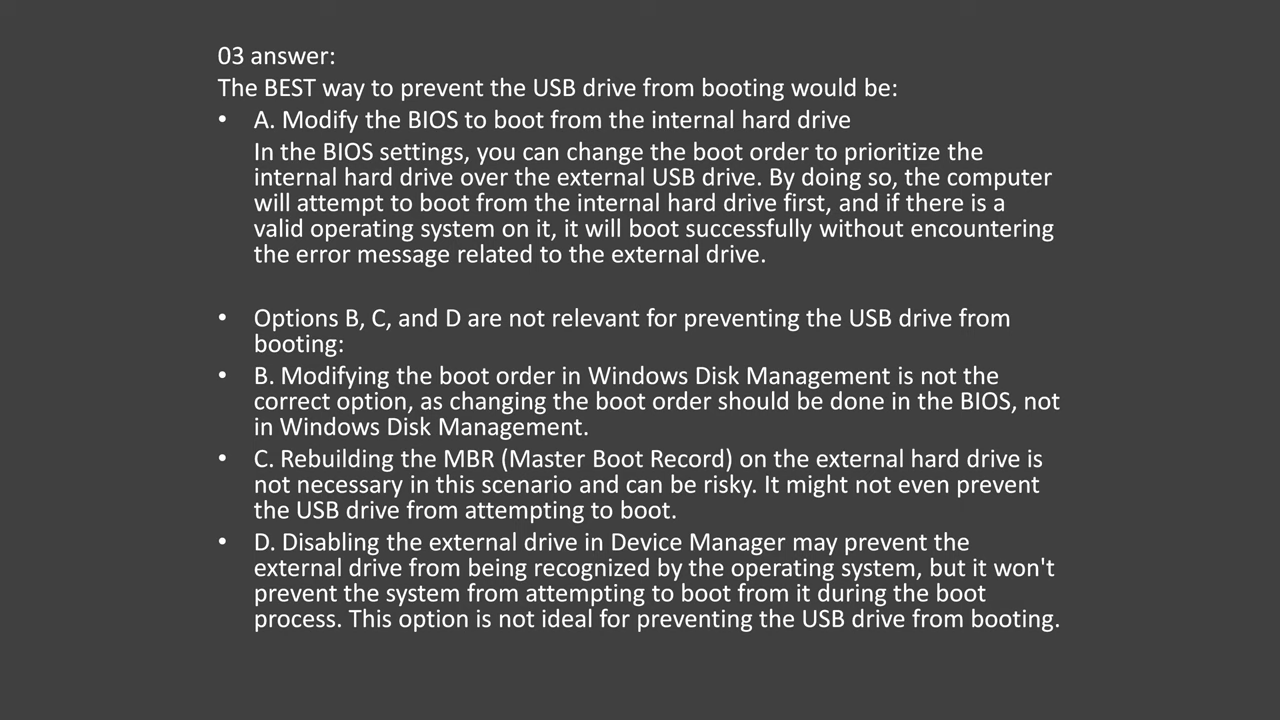 03 answer:
The BEST way to prevent the USB drive from booting would be:
• A. Modify the BIOS to boot from the internal hard drive
In the BIOS settings, you can change the boot order to prioritize the
internal hard drive over the external USB drive. By doing so, the computer
will attempt to boot from the internal hard drive first, and if there is a
valid operating system on it, it will boot successfully without encountering
the error message related to the external drive.
• Options B, C, and D are not relevant for preventing the USB drive from
booting:
• B. Modifying the boot order in Windows Disk Management is not the
correct option, as changing the boot order should be done in the BIOS, not
in Windows Disk Management.
• C. Rebuilding the MBR (Master Boot Record) on the external hard drive is
not necessary in this scenario and can be risky. It might not even prevent
the USB drive from attempting to boot.
• D. Disabling the external drive in Device Manager may prevent the
external drive from being recognized by the operating system, but it won't
prevent the system from attempting to boot from it during the boot
process. This option is not ideal for preventing the USB drive from booting.